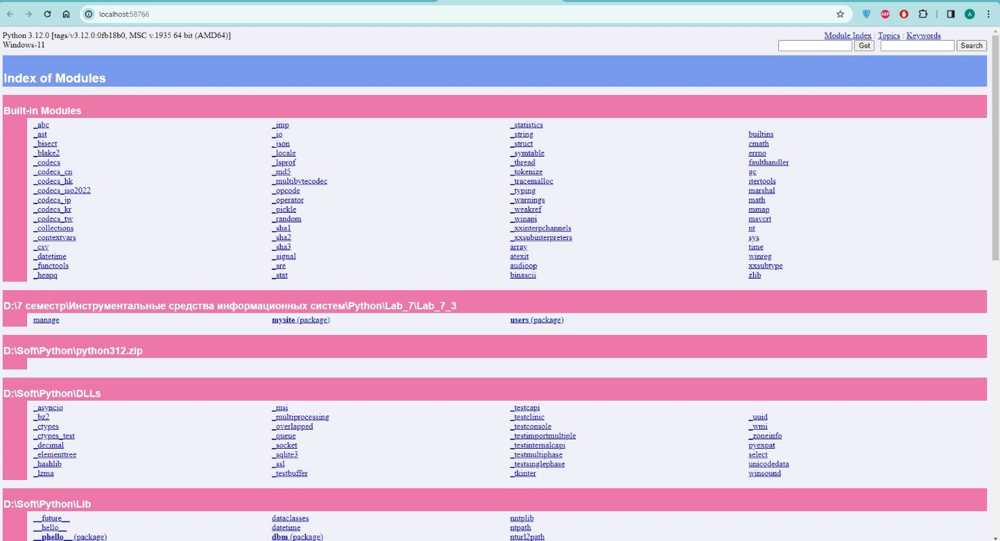 localhost:58766
ABP
A
Python 3.12.0 [tags/v3.12.0:0fb18b0, MSC v.1935 64 bit (AMD64)]
Windows-11
Module Index : Topics : Keywords
Get Search
Index of Modules
Built-in Modules
_abc _imp _statistics
_ast _io _string builtins
_bisect _json _struct cmath
_blake2 _locale _symtable errno
_codecs _lsprof _thread faulthandler
_codecs_cn _md5 _tokenize gc
_codecs_hk _multibytecodec _tracemalloc itertools
_codecs_iso2022 _opcode _typing marshal
_codecs_jp _operator _warnings math
_codecs_kr _pickle _weakref mmap
_codecs_tw _random _winapi msvcrt
_collections _sha1 _xxinterpchannels nt
_contextvars _sha2 _xxsubinterpreters sys
_csv _sha3 array time
_datetime _signal atexit winreg
_functools _sre audioop xxsubtype
_heapq _stat binascii zlib
D:\7 семестр\Инструментальные средства информационных систем\Python\Lab_7\Lab_7_3
manage mysite (package) users (package)
D:\Soft\Python\python312.zip
D:\Soft\Python\DLLs
_asyncio _msi _testcapi
_bz2 _multiprocessing _testclinic _uuid
_ctypes _overlapped _testconsole _wmi
_ctypes_test _queue _testimportmultiple _zoneinfo
_decimal _socket _testinternalcapi pyexpat
_elementtree _sqlite3 _testmultiphase select
_hashlib _ssl _testsinglephase unicodedata
_lzma _testbuffer _tkinter winsound
D:\Soft\Python\Lib
__future__ dataclasses nntplib
__hello__ datetime ntpath
__phello__ (package) dbm (package) nturl2path